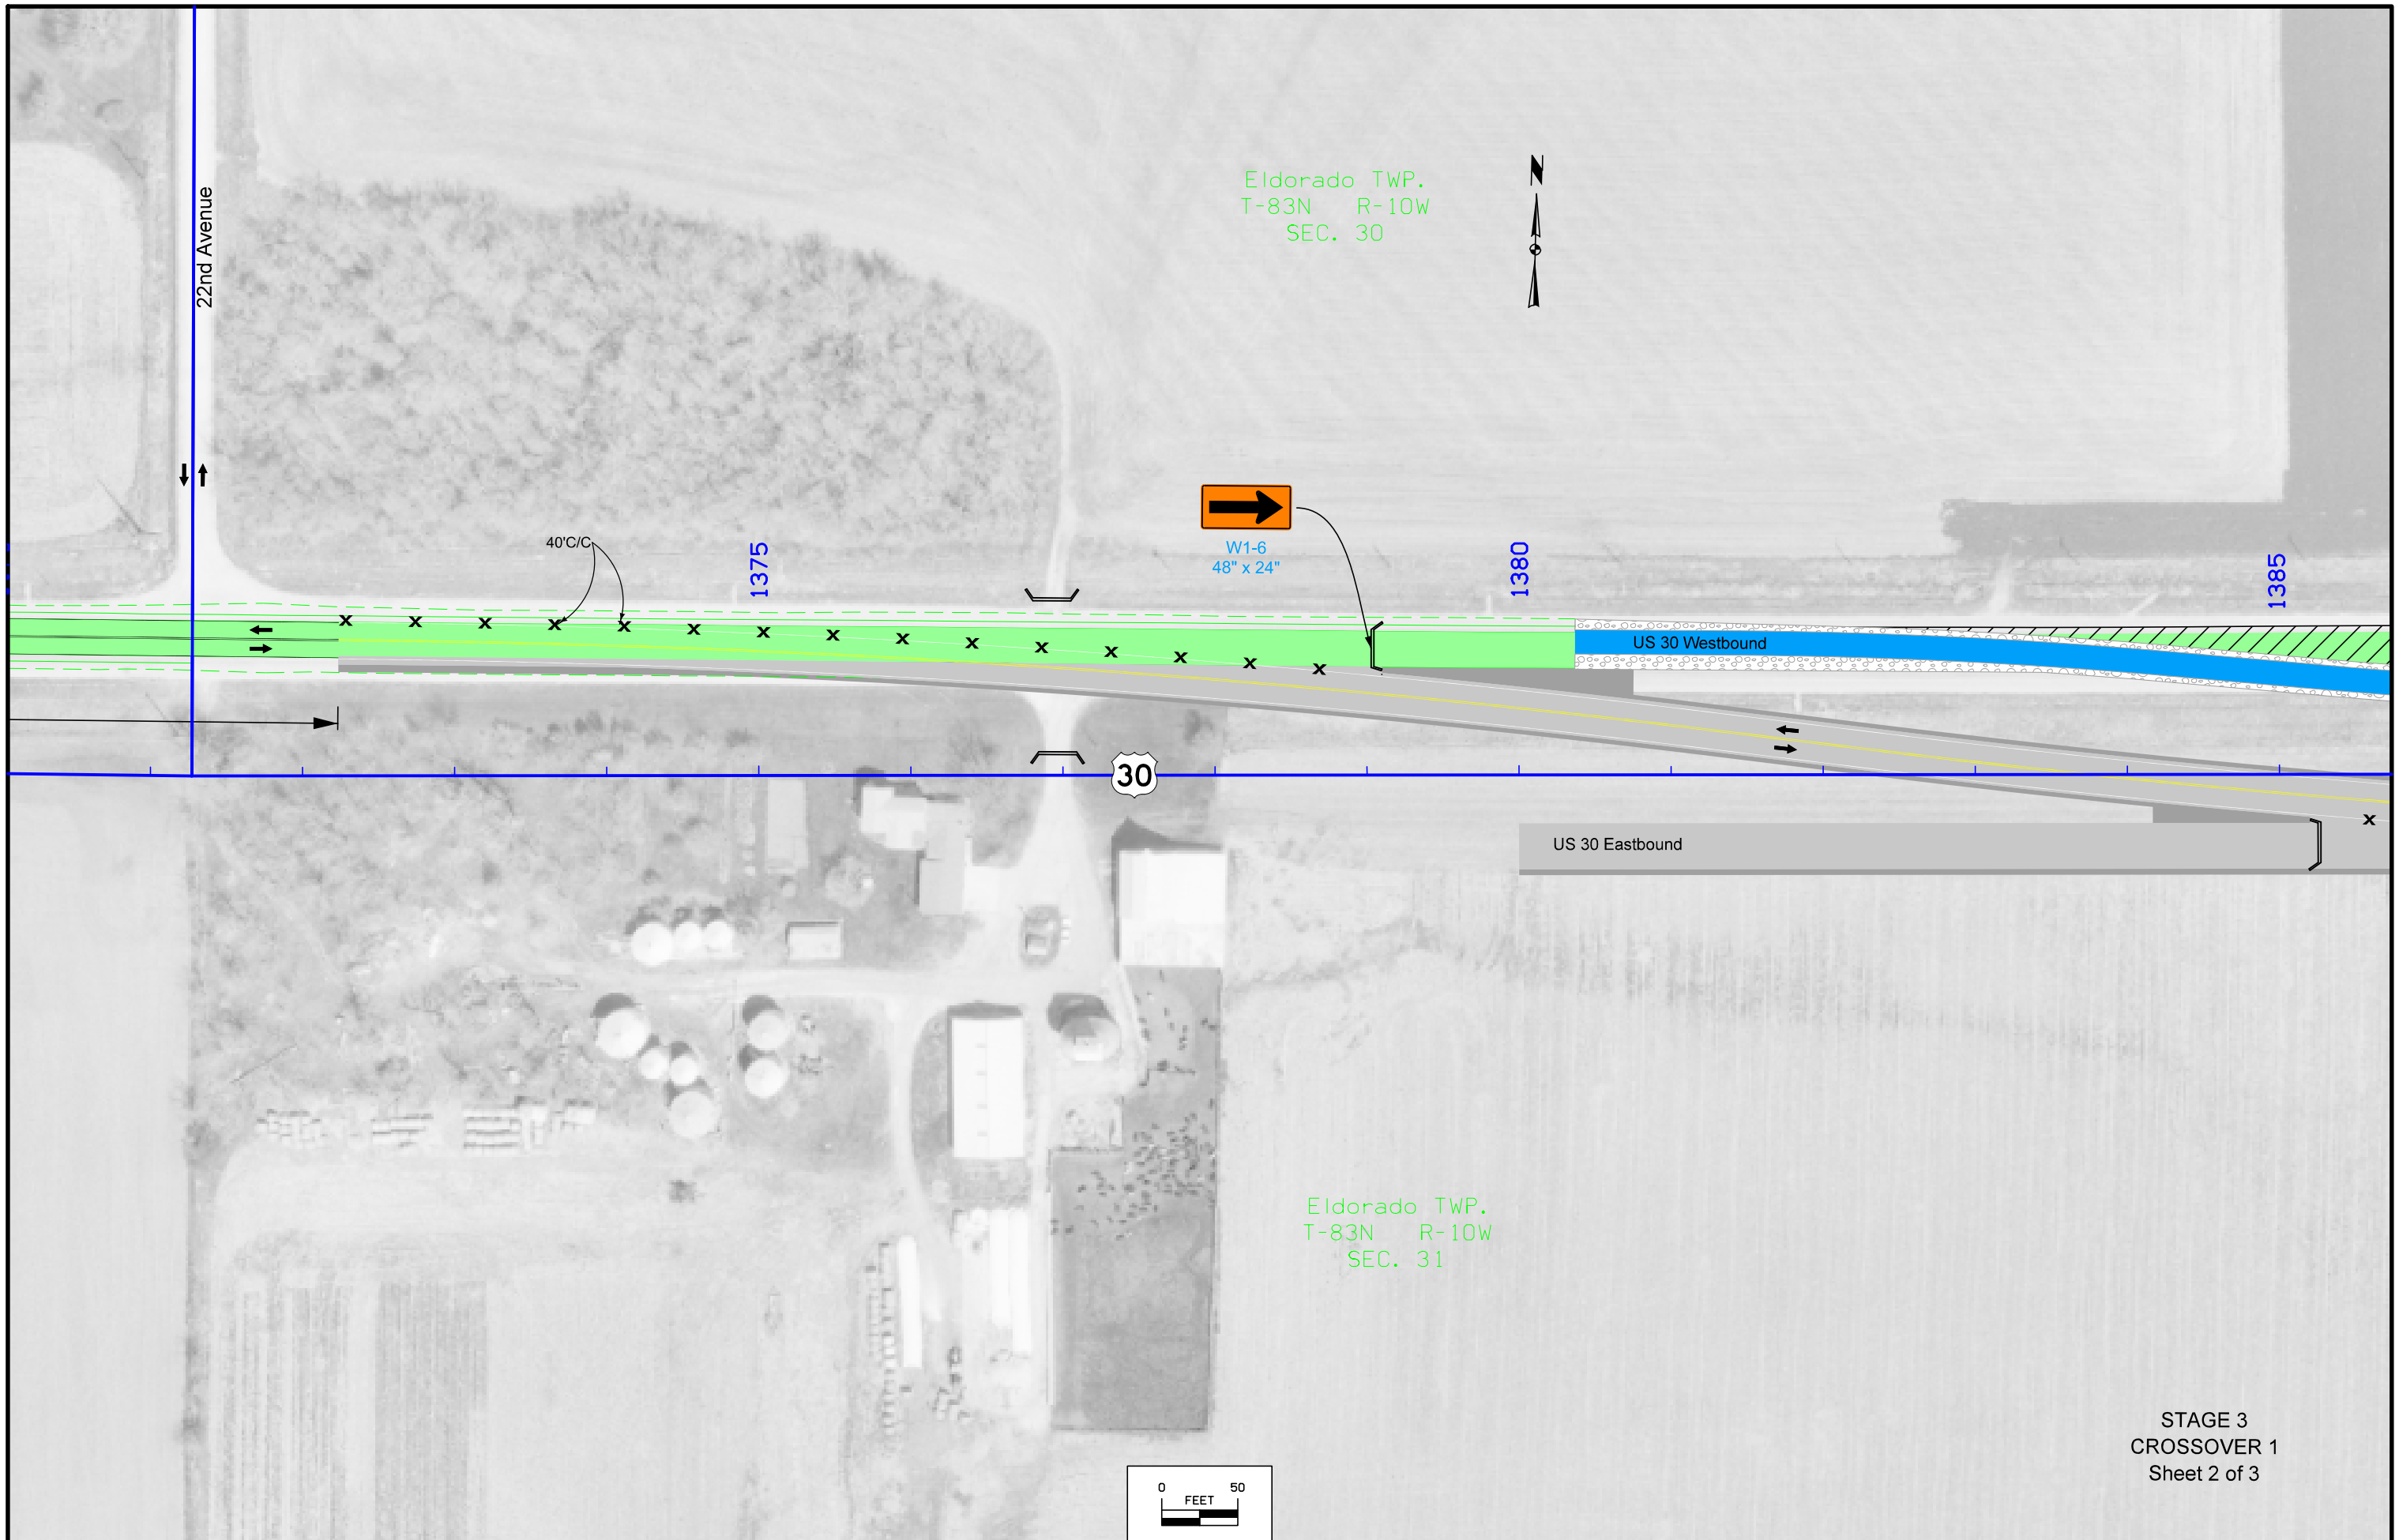 Eldorado TWP.
T-83N R-10W
SEC. 30
N
22nd Avenue
40'C/C
W1-6
48" x 24"
1375
1380
1385
US 30 Westbound
30
US 30 Eastbound
Eldorado TWP.
T-83N R-10W
SEC. 31
STAGE 3
CROSSOVER 1
Sheet 2 of 3
0 50
FEET